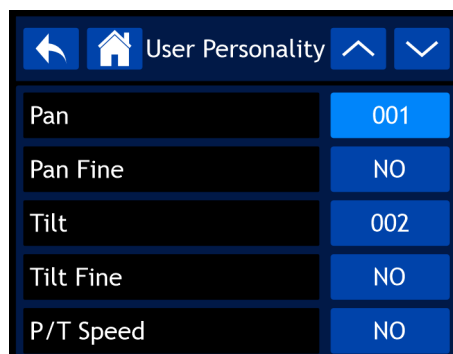 User Personality
Pan 001
Pan Fine NO
Tilt 002
Tilt Fine NO
P/T Speed NO